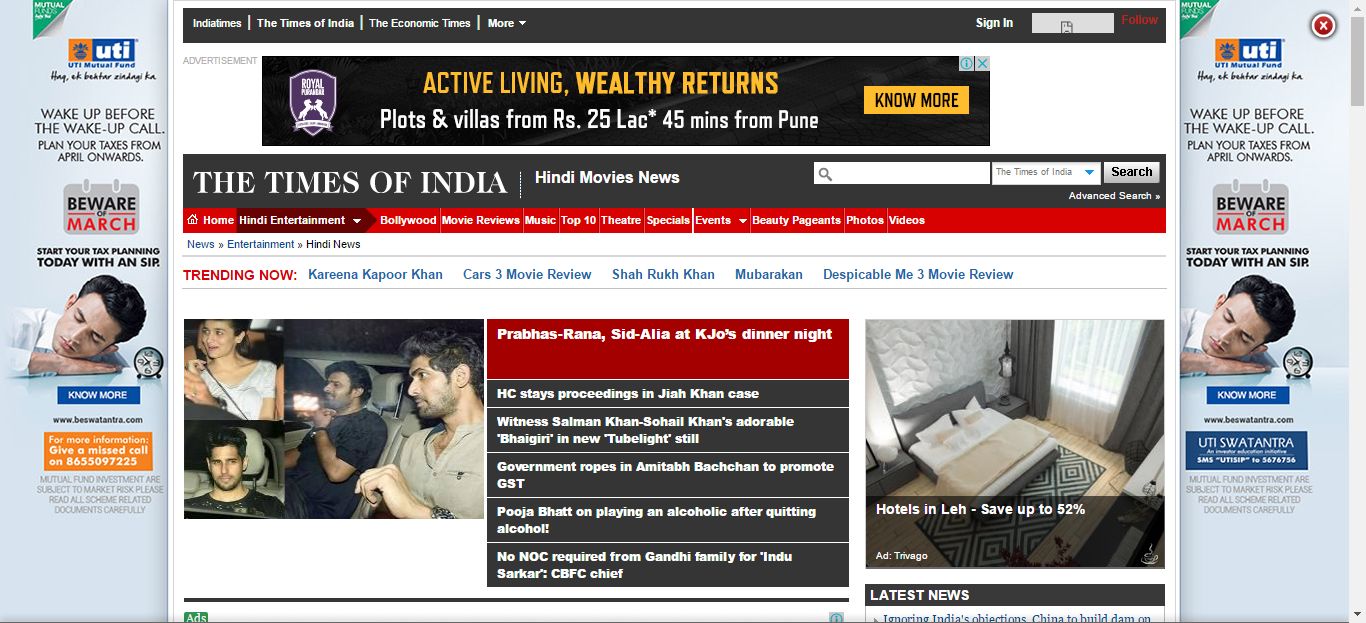 MUTUAL
FUNDS
Sahi Hai
uti
UTI Mutual Fund
Haq, ek behtar zindagi ka
WAKE UP BEFORE
THE WAKE-UP CALL.
PLAN YOUR TAXES FROM
APRIL ONWARDS.
BEWARE
OF
MARCH
START YOUR TAX PLANNING
TODAY WITH AN SIP.
KNOW MORE
www.beswatantra.com
For more information:
Give a missed call
on 8655097225
MUTUAL FUND INVESTMENT ARE
SUBJECT TO MARKET RISK PLEASE
READ ALL SCHEME RELATED
DOCUMENTS CAREFULLY
Indiatimes | The Times of India | The Economic Times | More
Sign In
Follow
ADVERTISEMENT
ROYAL
PURANDAR
ACTIVE LIVING, WEALTHY RETURNS
Plots & villas from Rs. 25 Lac* 45 mins from Pune
KNOW MORE
THE TIMES OF INDIA
Hindi Movies News
The Times of India
Search
Advanced Search »
Home Hindi Entertainment Bollywood Movie Reviews Music Top 10 Theatre Specials Events Beauty Pageants Photos Videos
News » Entertainment » Hindi News
TRENDING NOW: Kareena Kapoor Khan Cars 3 Movie Review Shah Rukh Khan Mubarakan Despicable Me 3 Movie Review
Prabhas-Rana, Sid-Alia at KJo's dinner night
HC stays proceedings in Jiah Khan case
Witness Salman Khan-Sohail Khan's adorable
'Bhaigiri' in new 'Tubelight' still
Government ropes in Amitabh Bachchan to promote
GST
Pooja Bhatt on playing an alcoholic after quitting
alcohol!
No NOC required from Gandhi family for 'Indu
Sarkar': CBFC chief
Ads
Hotels in Leh - Save up to 52%
Ad: Trivago
LATEST NEWS
Ignoring India's objections, China to build dam on
MUTUAL
FUNDS
Sahi Hai
uti
UTI Mutual Fund
Haq, ek behtar zindagi ka
WAKE UP BEFORE
THE WAKE-UP CALL.
PLAN YOUR TAXES FROM
APRIL ONWARDS.
BEWARE
OF
MARCH
START YOUR TAX PLANNING
TODAY WITH AN SIP.
KNOW MORE
www.beswatantra.com
UTI SWATANTRA
An investor education initiative
SMS "UTISIP" to 5676756
MUTUAL FUND INVESTMENT ARE
SUBJECT TO MARKET RISK PLEASE
READ ALL SCHEME RELATED
DOCUMENTS CAREFULLY